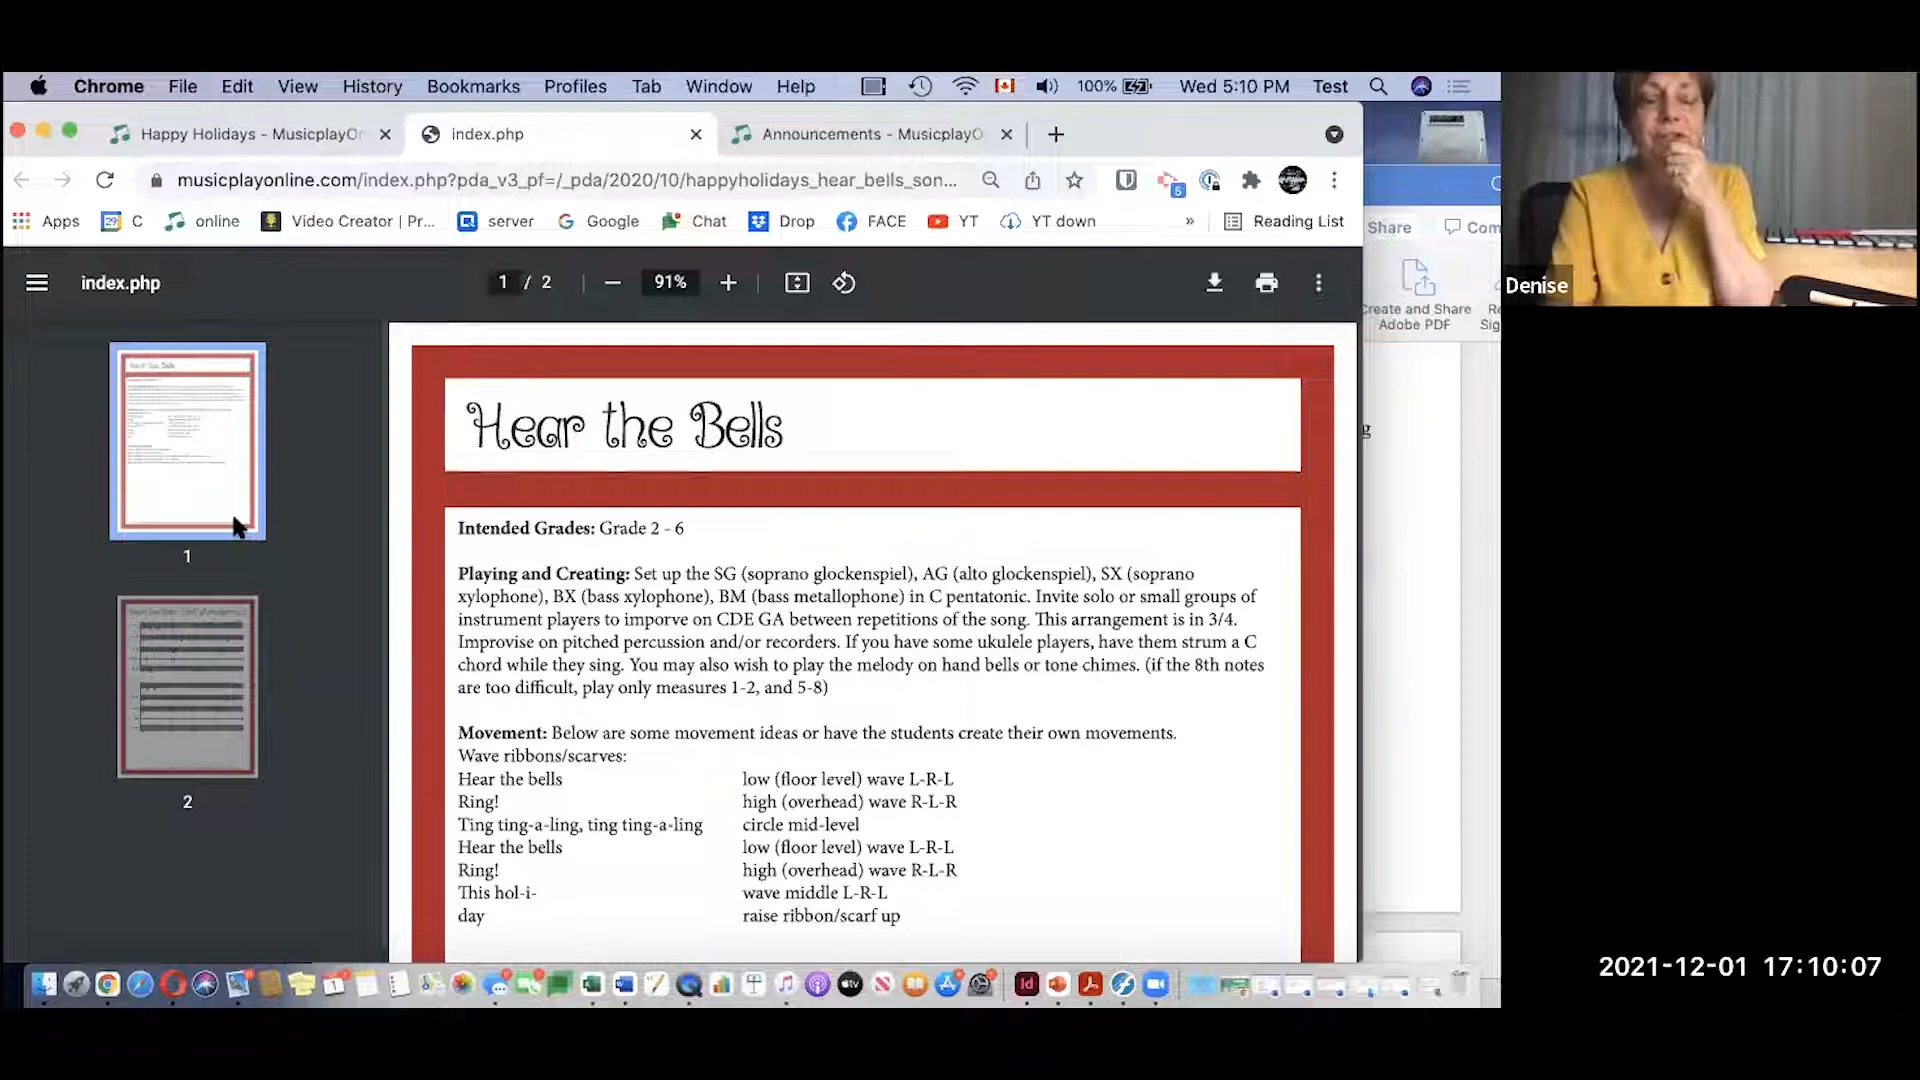 Chrome File Edit View History Bookmarks Profiles Tab Window Help 100% Wed 5:10 PM Test
Happy Holidays - MusicplayOn index.php Announcements - MusicplayO
musicplayonline.com/index.php?pda_v3_pf=/_pda/2020/10/happyholidays_hear_bells_son... 5
Apps C online Video Creator | Pr... server Google Chat Drop FACE YT YT down » Reading List
Share Com
index.php 1 / 2 91%
Create and Share
Adobe PDF
Denise
Hear the Bells
Intended Grades: Grade 2 - 6
Playing and Creating: Set up the SG (soprano glockenspiel), AG (alto glockenspiel), SX (soprano
xylophone), BX (bass xylophone), BM (bass metallophone) in C pentatonic. Invite solo or small groups of
instrument players to imporve on CDE GA between repetitions of the song. This arrangement is in 3/4.
Improvise on pitched percussion and/or recorders. If you have some ukulele players, have them strum a C
chord while they sing. You may also wish to play the melody on hand bells or tone chimes. (if the 8th notes
are too difficult, play only measures 1-2, and 5-8)
Movement: Below are some movement ideas or have the students create their own movements.
Wave ribbons/scarves:
Hear the bells low (floor level) wave L-R-L
Ring! high (overhead) wave R-L-R
Ting ting-a-ling, ting ting-a-ling circle mid-level
Hear the bells low (floor level) wave L-R-L
Ring! high (overhead) wave R-L-R
This hol-i- wave middle L-R-L
day raise ribbon/scarf up
1
2
2021-12-01 17:10:07